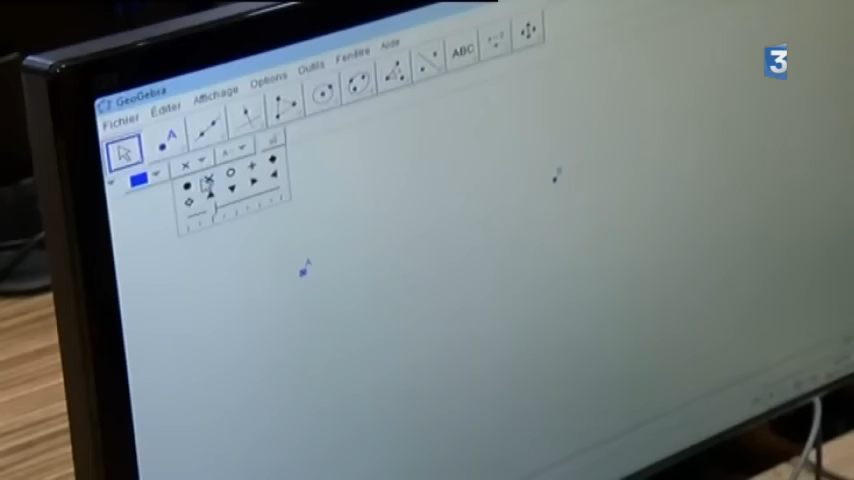 3
GeoGebra
Fichier Éditer Affichage Options Outils Fenêtre Aide
A
ABC
A